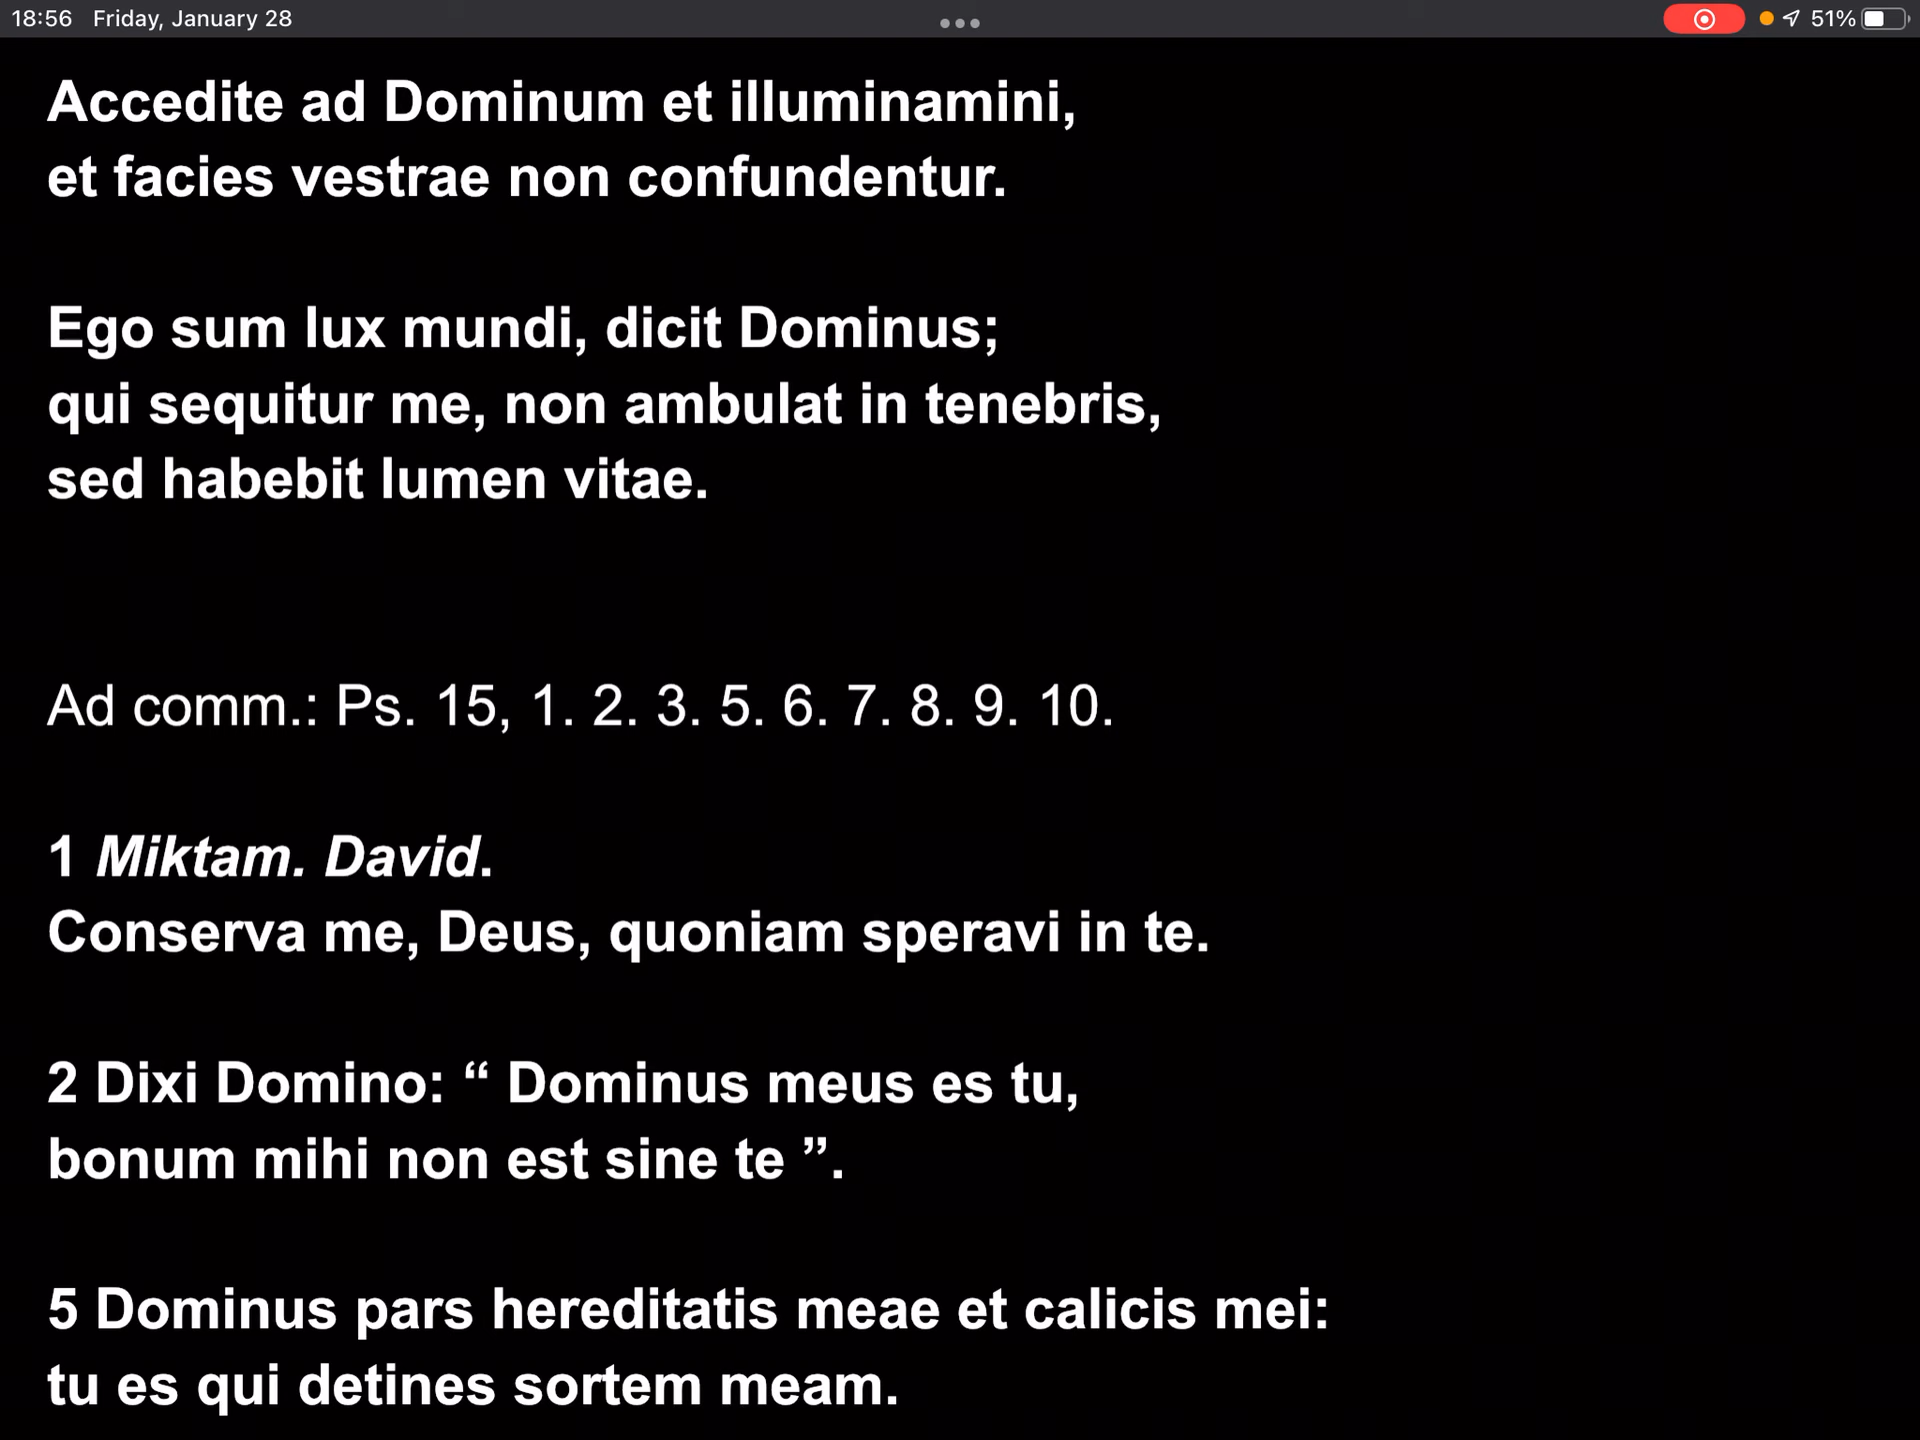 18:56 Friday, January 28
51%
Accedite ad Dominum et illuminamini,
et facies vestrae non confundentur.
Ego sum lux mundi, dicit Dominus;
qui sequitur me, non ambulat in tenebris,
sed habebit lumen vitae.
Ad comm.: Ps. 15, 1. 2. 3. 5. 6. 7. 8. 9. 10.
1 Miktam. David.
Conserva me, Deus, quoniam speravi in te.
2 Dixi Domino: “ Dominus meus es tu,
bonum mihi non est sine te ”.
5 Dominus pars hereditatis meae et calicis mei:
tu es qui detines sortem meam.